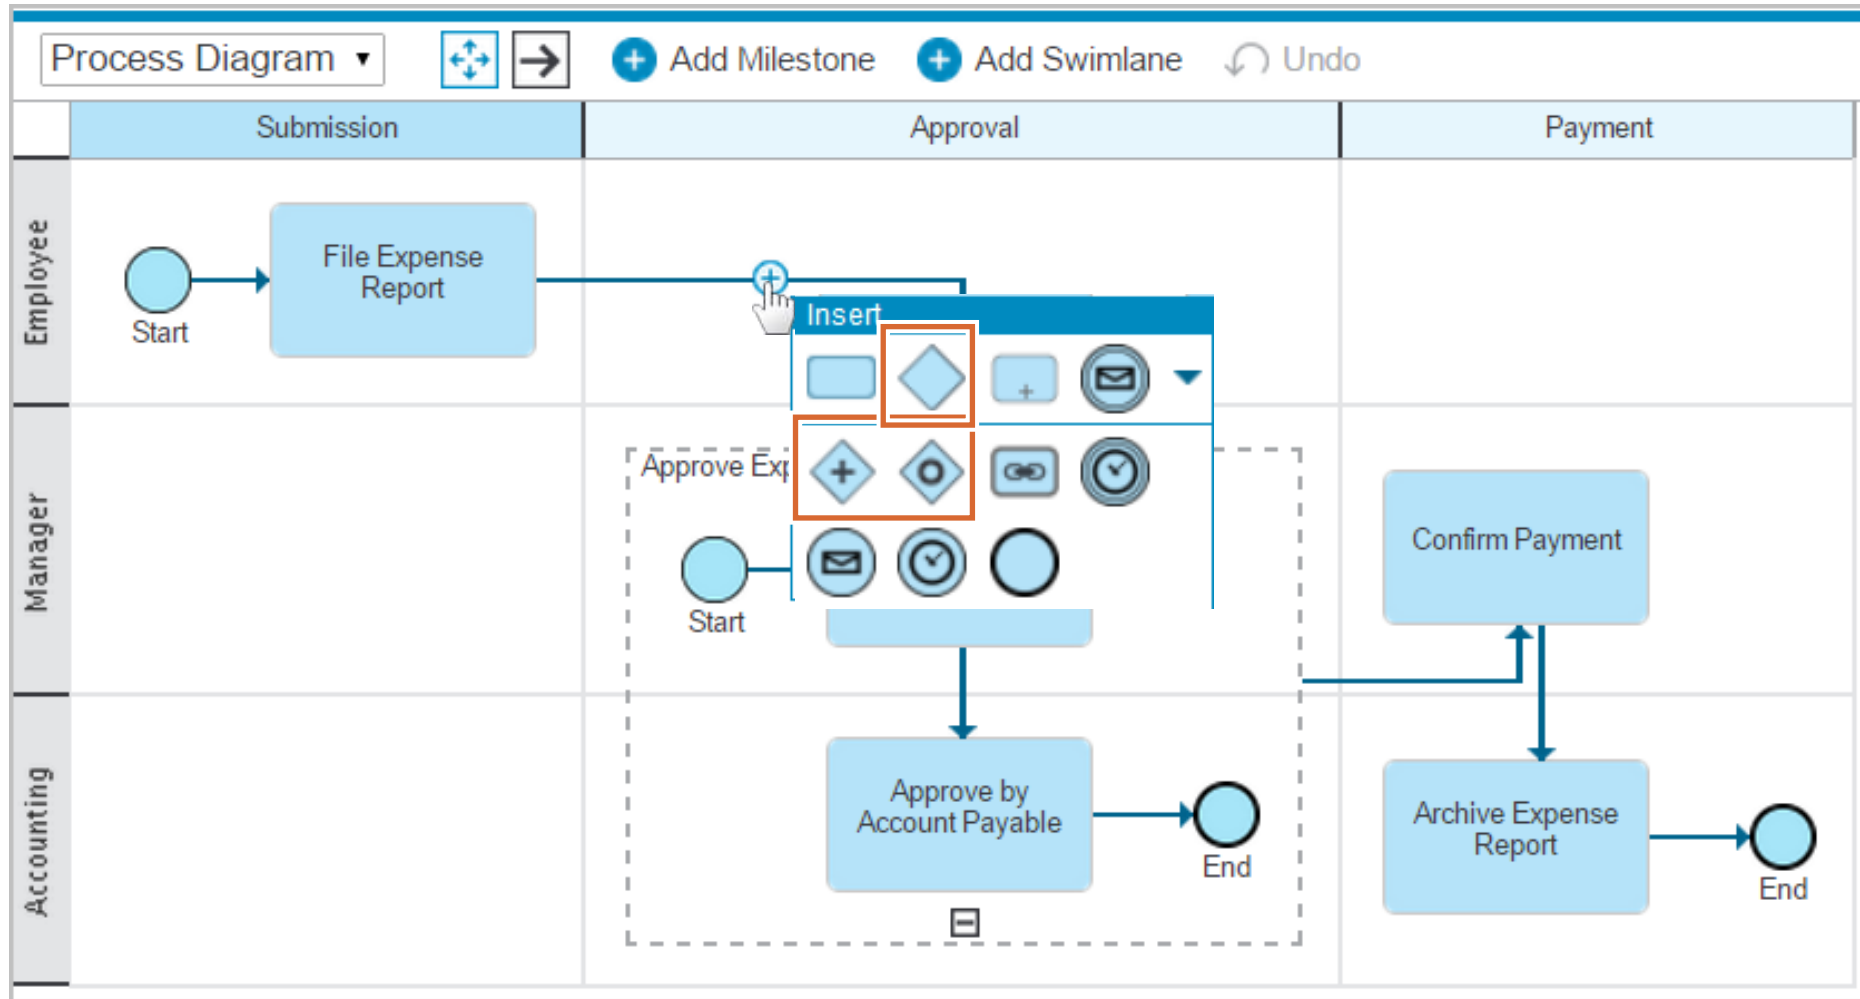 Process Diagram
Add Milestone
Add Swimlane
Undo
Submission
Approval
Payment
Employee
File Expense
Report
Start
Insert
Manager
Approve
Start
Confirm Payment
Accounting
Approve by
Account Payable
End
Archive Expense
Report
End